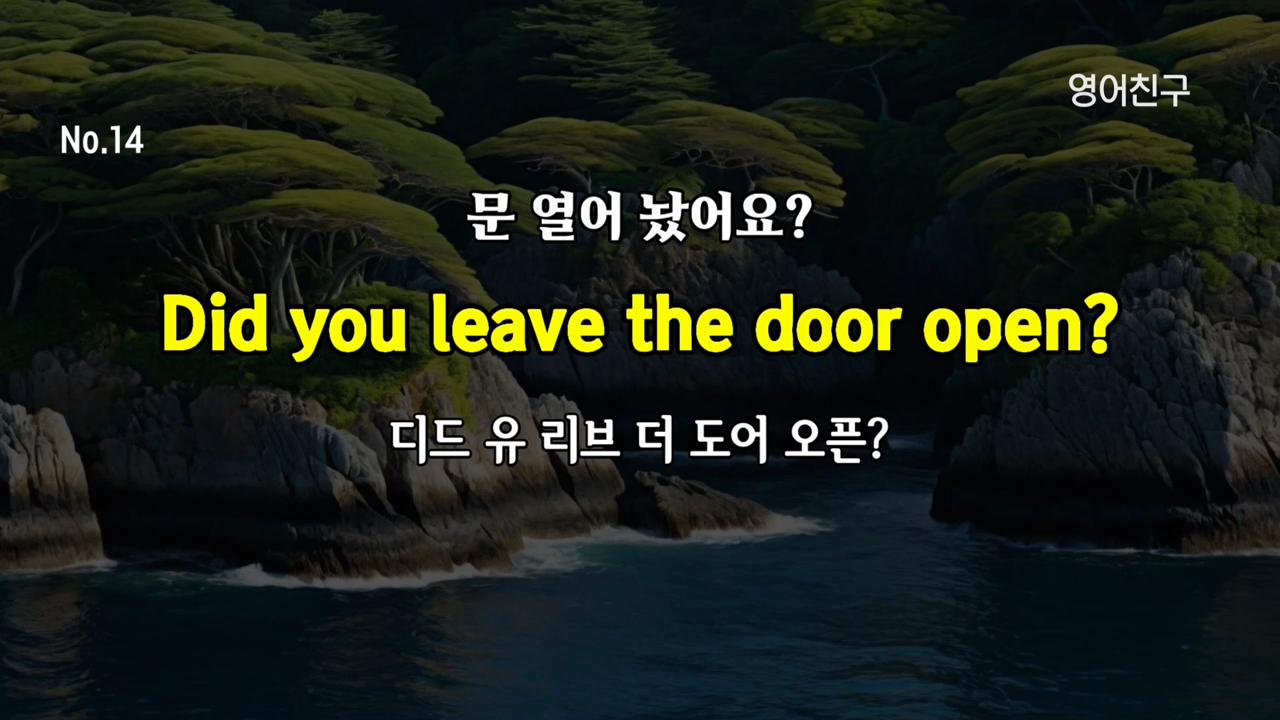 영어친구
No.14
문 열어 놨어요?
Did you leave the door open?
디드 유 리브 더 도어 오픈?